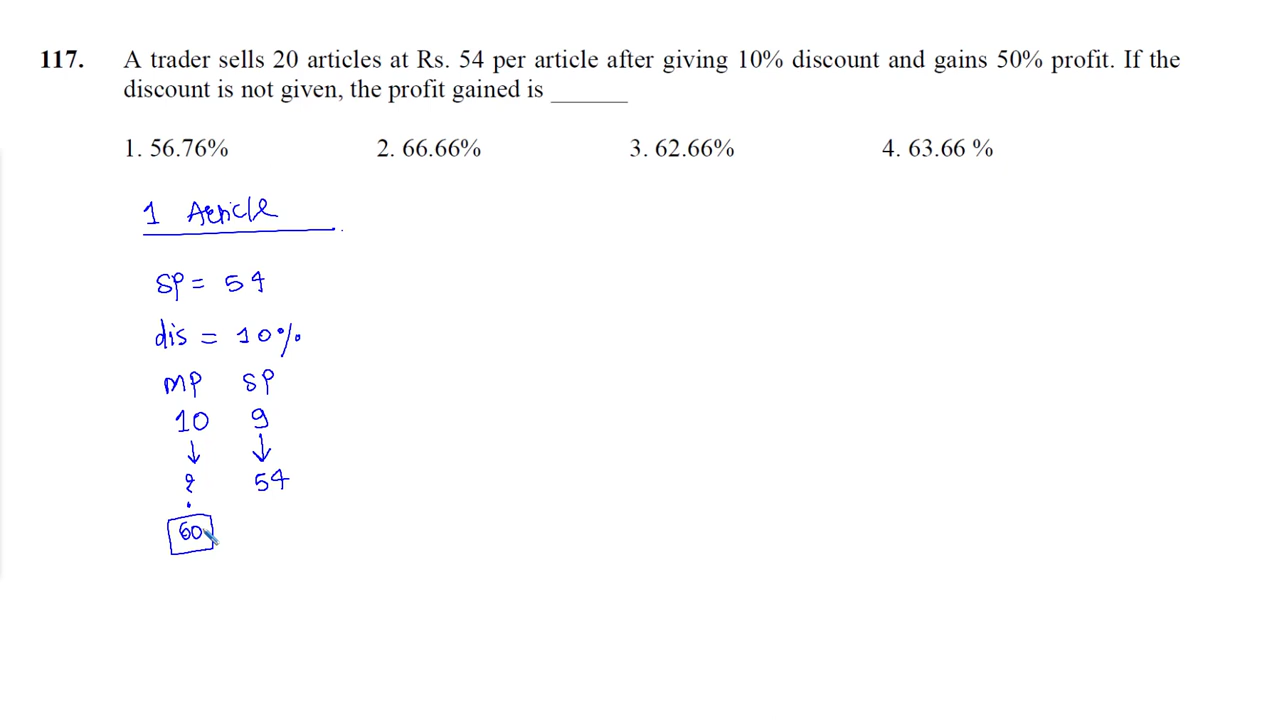 117. A trader sells 20 articles at Rs. 54 per article after giving 10% discount and gains 50% profit. If the
discount is not given, the profit gained is ______
1. 56.76% 2. 66.66% 3. 62.66% 4. 63.66 %
1 Article
SP = 54
dis = 10%
MP SP
10 9
↓ ↓
? 54
60